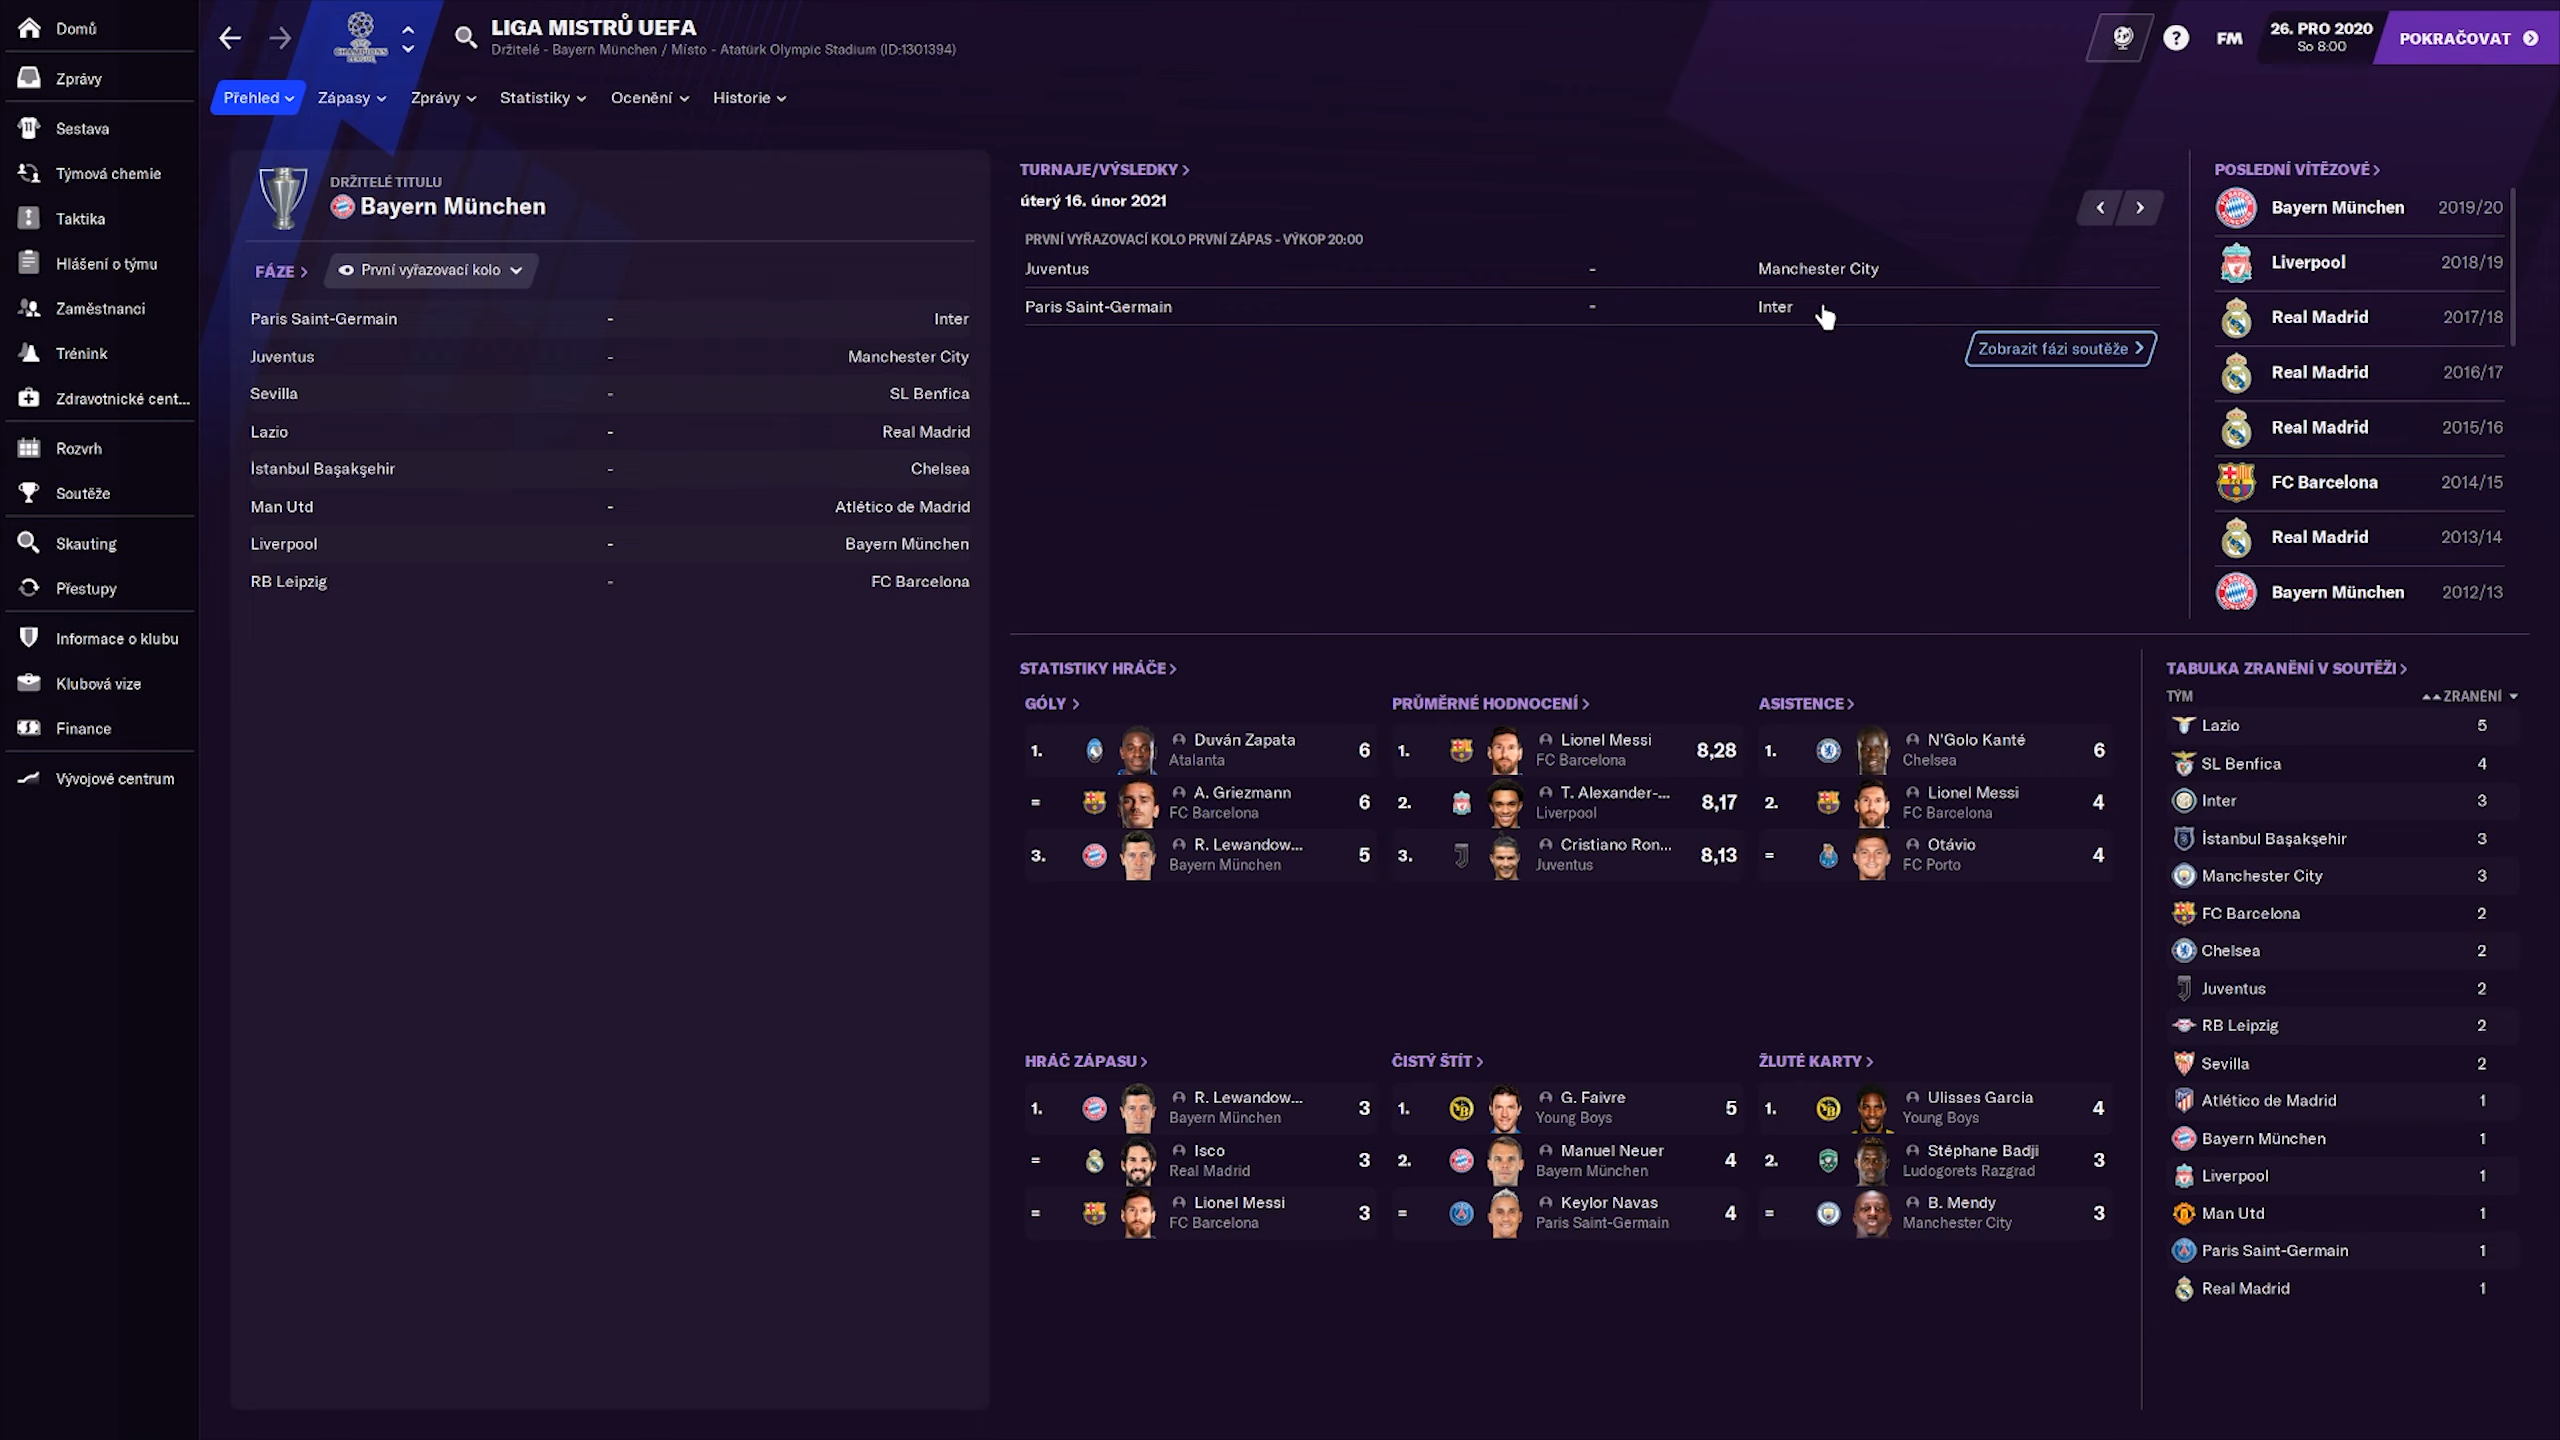 Domů
Zprávy
Sestava
Týmová chemie
Taktika
Hlášení o týmu
Zaměstnanci
Trénink
Zdravotnické cent...
Rozvrh
Soutěže
Skauting
Přestupy
Informace o klubu
Klubová vize
Finance
Vývojové centrum
CHAMPIONS LEAGUE
LIGA MISTRŮ UEFA
Držitelé - Bayern München / Místo - Atatürk Olympic Stadium (ID:1301394)
FM
26. PRO 2020
So 8:00
POKRAČOVAT
Přehled
Zápasy
Zprávy
Statistiky
Ocenění
Historie
DRŽITELÉ TITULU
Bayern München
FÁZE >
První vyřazovací kolo
Paris Saint-Germain - Inter
Juventus - Manchester City
Sevilla - SL Benfica
Lazio - Real Madrid
İstanbul Başakşehir - Chelsea
Man Utd - Atlético de Madrid
Liverpool - Bayern München
RB Leipzig - FC Barcelona
TURNAJE/VÝSLEDKY >
úterý 16. únor 2021
PRVNÍ VYŘAZOVACÍ KOLO PRVNÍ ZÁPAS - VÝKOP 20:00
Juventus - Manchester City
Paris Saint-Germain - Inter
Zobrazit fázi soutěže >
POSLEDNÍ VÍTĚZOVÉ >
Bayern München 2019/20
Liverpool 2018/19
Real Madrid 2017/18
Real Madrid 2016/17
Real Madrid 2015/16
FC Barcelona 2014/15
Real Madrid 2013/14
Bayern München 2012/13
STATISTIKY HRÁČE >
GÓLY >
1. Duván Zapata 6
Atalanta
= A. Griezmann 6
FC Barcelona
3. R. Lewandow... 5
Bayern München
PRŮMĚRNÉ HODNOCENÍ >
1. Lionel Messi 8,28
FC Barcelona
2. T. Alexander-... 8,17
Liverpool
3. Cristiano Ron... 8,13
Juventus
ASISTENCE >
1. N'Golo Kanté 6
Chelsea
2. Lionel Messi 4
FC Barcelona
= Otávio 4
FC Porto
HRÁČ ZÁPASU >
1. R. Lewandow... 3
Bayern München
= Isco 3
Real Madrid
= Lionel Messi 3
FC Barcelona
ČISTÝ ŠTÍT >
1. G. Faivre 5
Young Boys
2. Manuel Neuer 4
Bayern München
= Keylor Navas 4
Paris Saint-Germain
ŽLUTÉ KARTY >
1. Ulisses Garcia 4
Young Boys
2. Stéphane Badji 3
Ludogorets Razgrad
= B. Mendy 3
Manchester City
TABULKA ZRANĚNÍ V SOUTĚŽI >
TÝM ZRANĚNÍ
Lazio 5
SL Benfica 4
Inter 3
İstanbul Başakşehir 3
Manchester City 3
FC Barcelona 2
Chelsea 2
Juventus 2
RB Leipzig 2
Sevilla 2
Atlético de Madrid 1
Bayern München 1
Liverpool 1
Man Utd 1
Paris Saint-Germain 1
Real Madrid 1